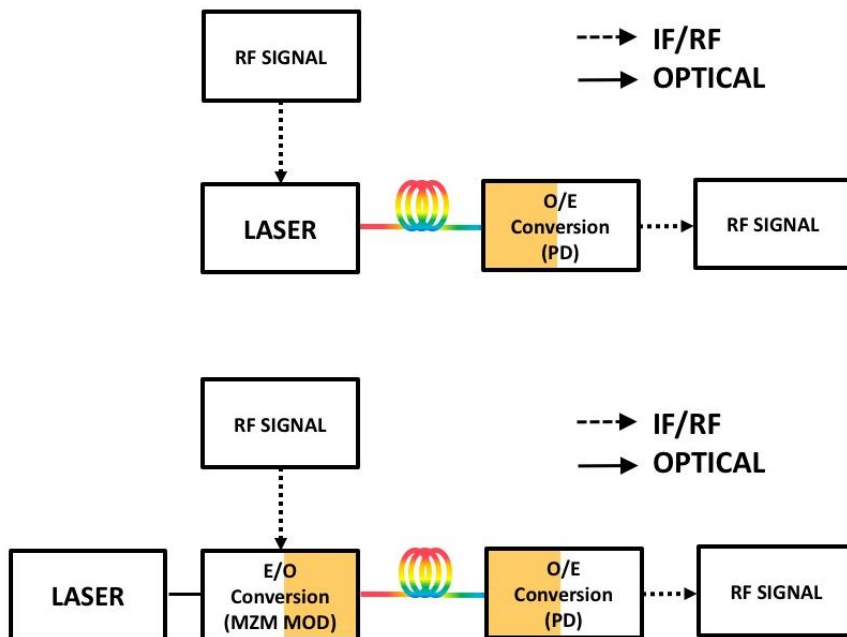 RF SIGNAL
IF/RF
OPTICAL
LASER
O/E
Conversion
(PD)
RF SIGNAL
RF SIGNAL
IF/RF
OPTICAL
LASER
E/O
Conversion
(MZM MOD)
O/E
Conversion
(PD)
RF SIGNAL